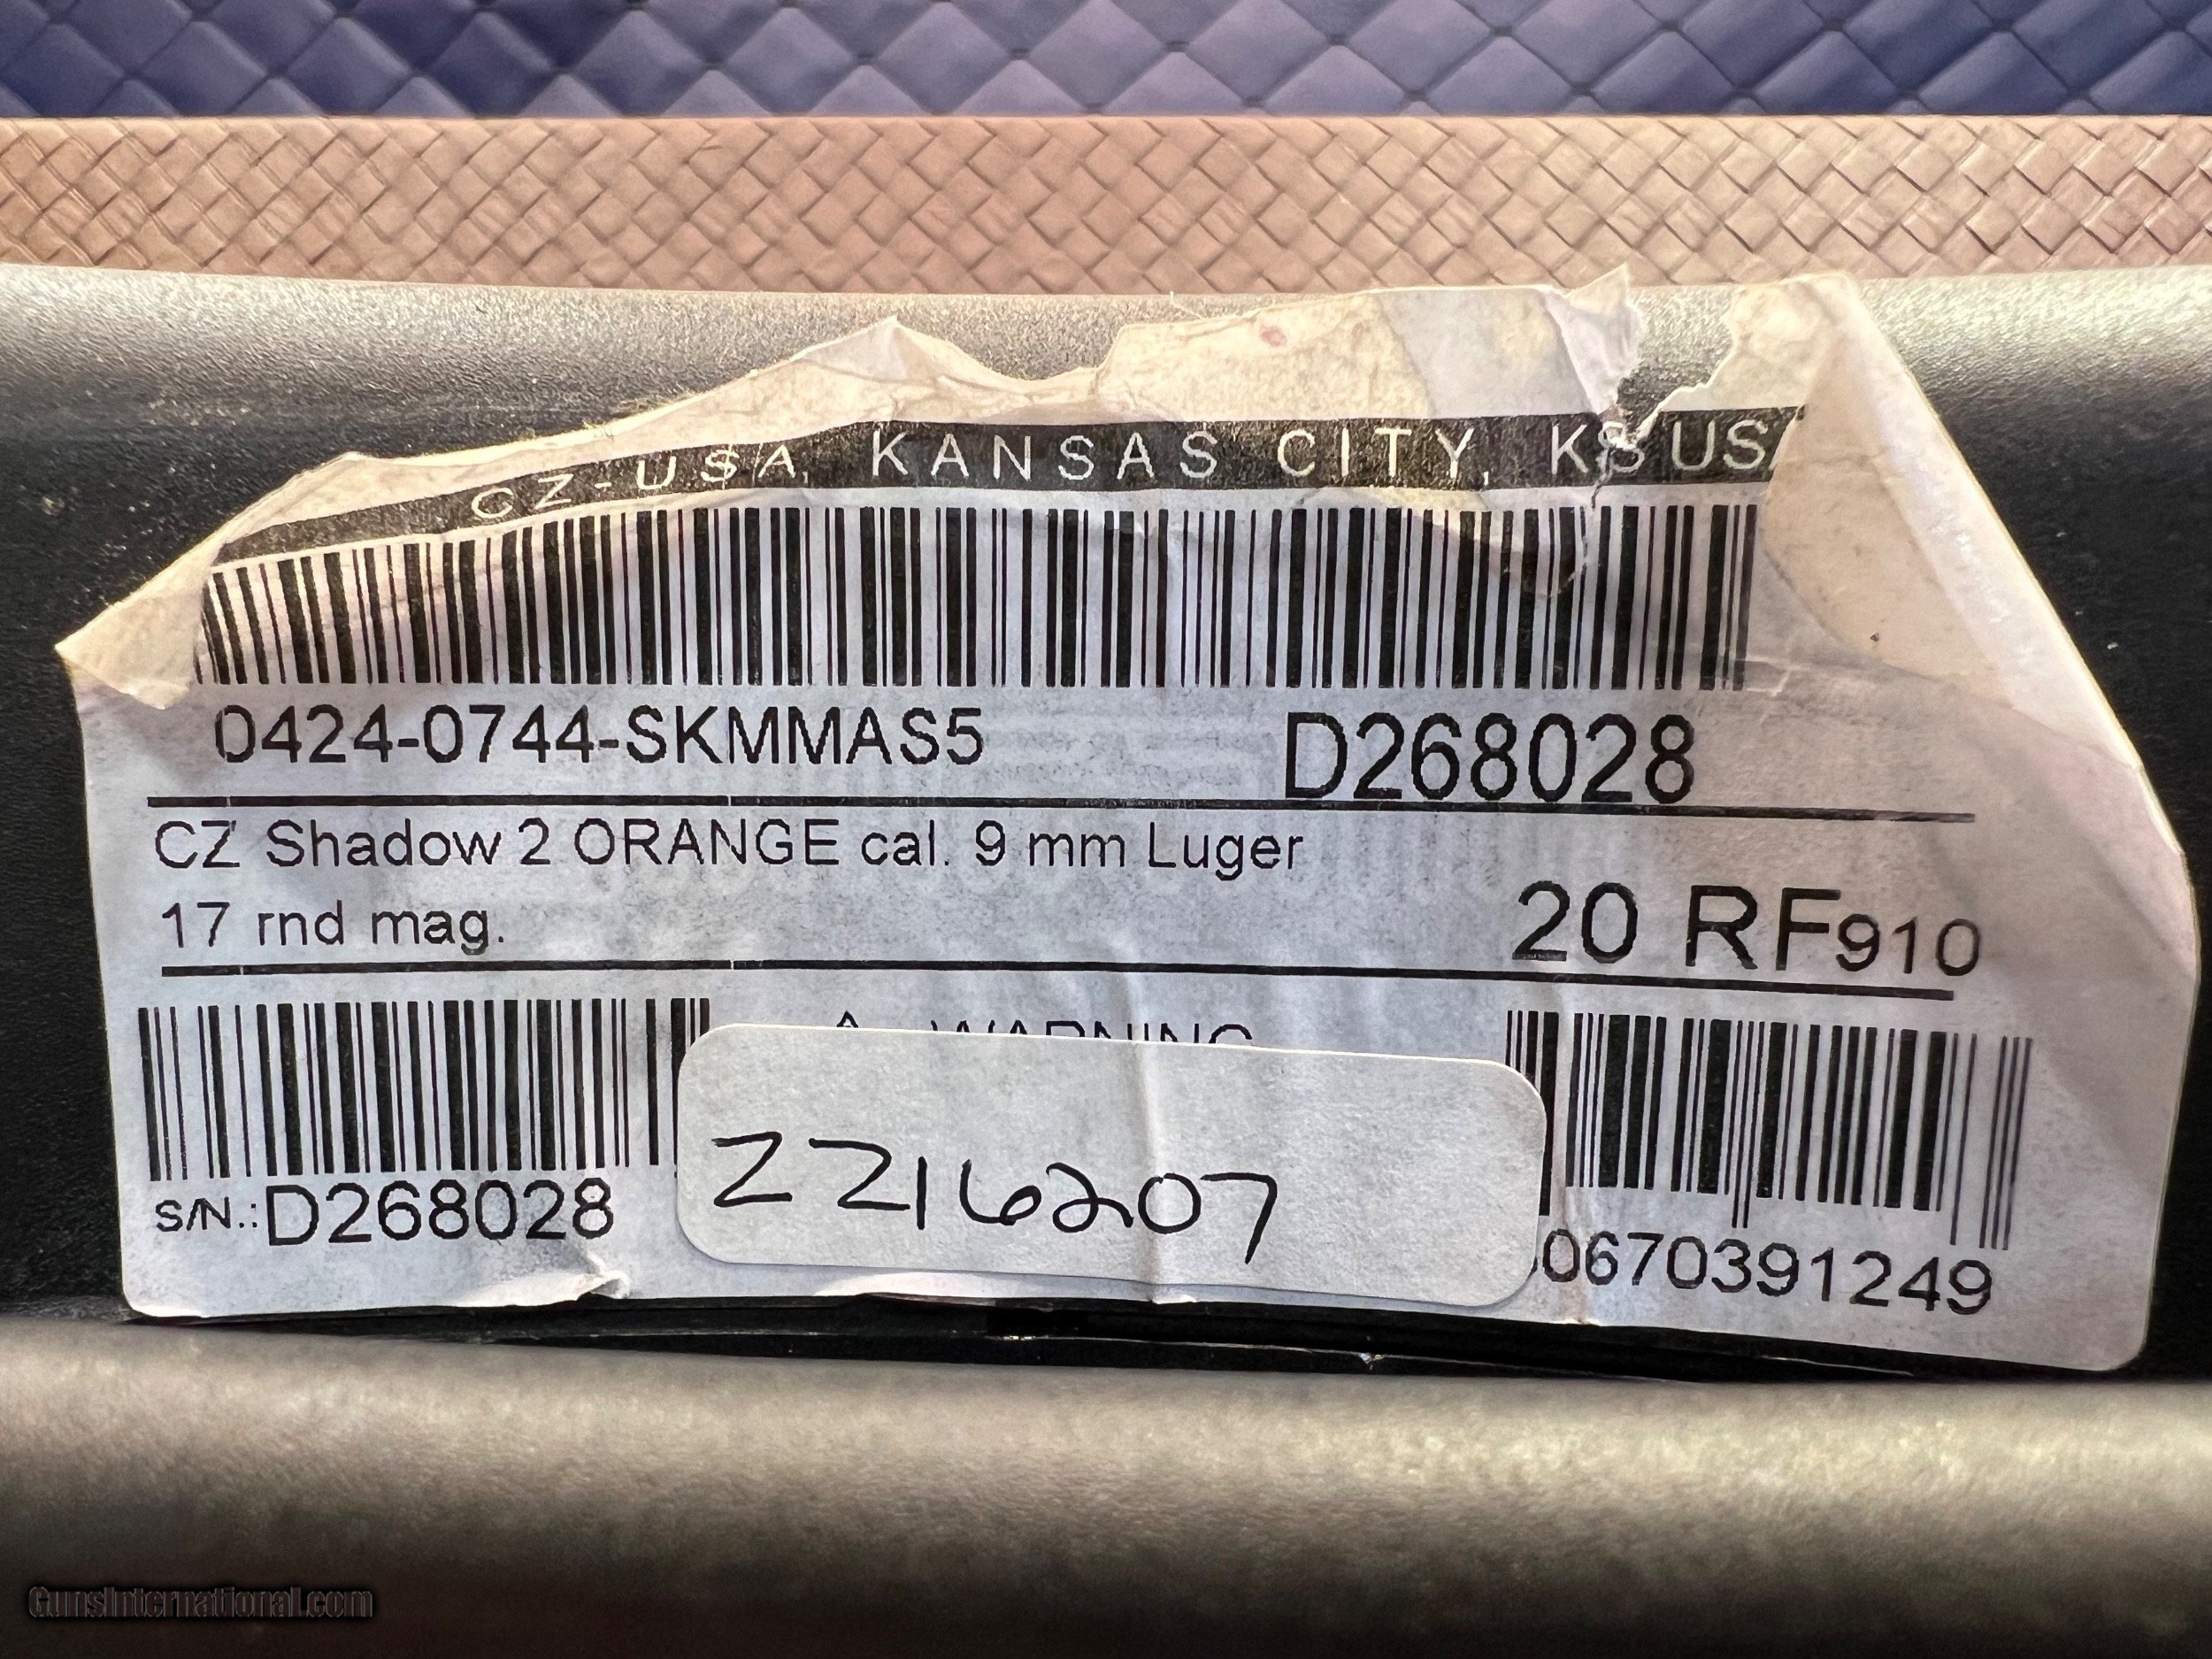 CZ-USA, KANSAS CITY, KS USA
0424-0744-SKMMAS5 D268028
CZ Shadow 2 ORANGE cal. 9 mm Luger
17 rnd mag.
20 RF910
WARNING
S/N.:D268028
ZZ16207
0670391249
GunsInternational.com